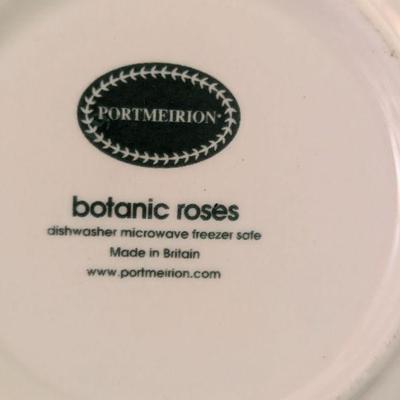 PORTMEIRION®
botanic roses
dishwasher microwave freezer safe
Made in Britain
www.portmeirion.com